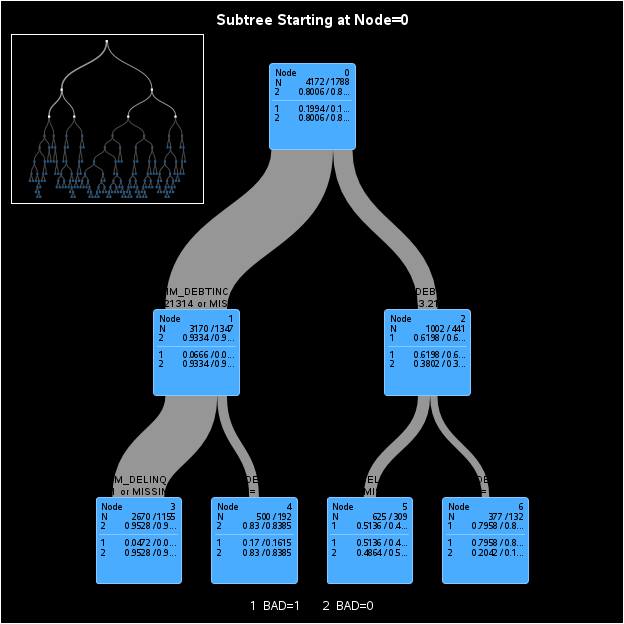 Subtree Starting at Node=0
Node 0
N 4172/1788
2 0.8006/0.8...
1 0.1994/0.1...
2 0.8006/0.8...
IM_DEBTINC
21314 or MIS
DEB
3.21
Node 1
N 3170/1347
2 0.9334/0.9...
1 0.0666/0.0...
2 0.9334/0.9...
Node 2
N 1002/441
1 0.6198/0.6...
1 0.6198/0.6...
2 0.3802/0.3...
M_DELINQ
or MISSIN
DE
=
EL
MIS
DE
=
Node 3
N 2670/1155
2 0.9528/0.9...
1 0.0472/0.0...
2 0.9528/0.9...
Node 4
N 500/192
2 0.83/0.8385
1 0.17/0.1615
2 0.83/0.8385
Node 5
N 625/309
1 0.5136/0.4...
1 0.5136/0.4...
2 0.4864/0.5...
Node 6
N 377/132
1 0.7958/0.8...
1 0.7958/0.8...
2 0.2042/0.1...
1 BAD=1 2 BAD=0